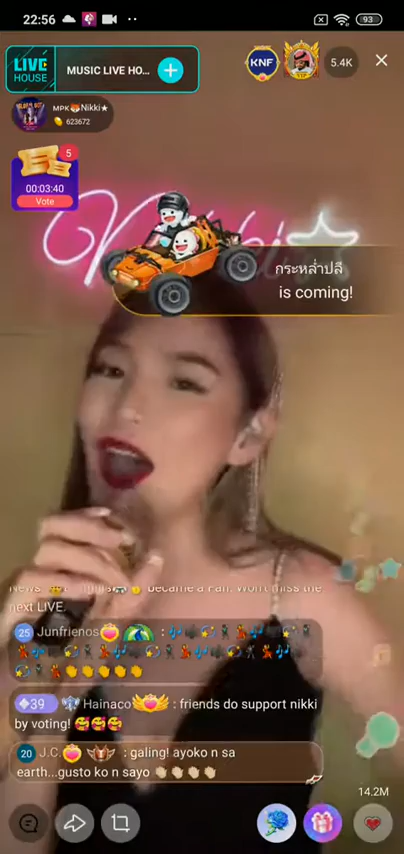 22:56
93
LIVE
HOUSE
MUSIC LIVE HO...
KNF
VIP
5.4K
MPK🦊Nikki★
623672
5
00:03:40
Vote
กระหล่ำปลี
is coming!
became a Fan. Won't miss the
next LIVE.
25 Junfrienos :
39 Hainaco : friends do support nikki
by voting! 🥰🥰🥰
20 J.C. : galing! ayoko n sa
earth...gusto ko n sayo 👏🏻👏🏻👏🏻👏🏻
14.2M